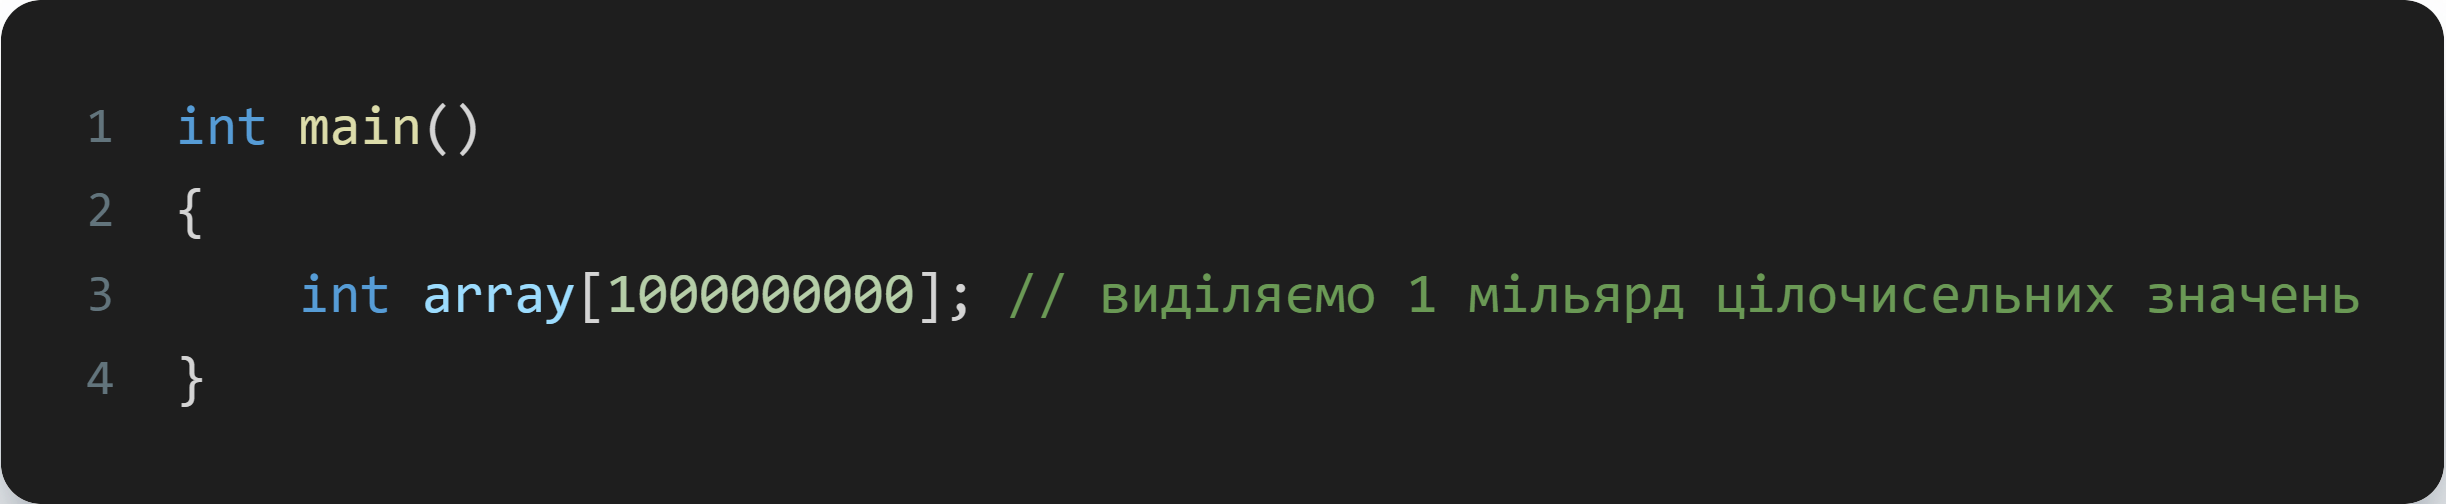 1 int main()
2 {
3     int array[1000000000]; // виділяємо 1 мільярд цілочисельних значень
4 }